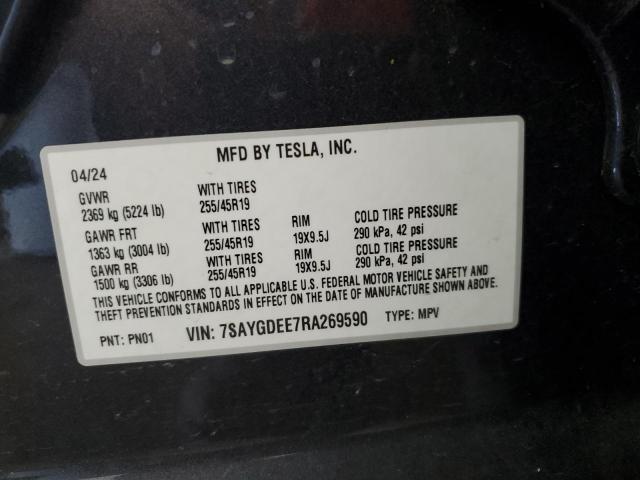 MFD BY TESLA, INC.
04/24
GVWR WITH TIRES
2369 kg (5224 lb) 255/45R19
GAWR FRT WITH TIRES RIM COLD TIRE PRESSURE
1363 kg (3004 lb) 255/45R19 19X9.5J 290 kPa, 42 psi
GAWR RR WITH TIRES RIM COLD TIRE PRESSURE
1500 kg (3306 lb) 255/45R19 19X9.5J 290 kPa, 42 psi
THIS VEHICLE CONFORMS TO ALL APPLICABLE U.S. FEDERAL MOTOR VEHICLE SAFETY AND
THEFT PREVENTION STANDARDS IN EFFECT ON THE DATE OF MANUFACTURE SHOWN ABOVE.
PNT: PN01 VIN: 7SAYGDEE7RA269590 TYPE: MPV